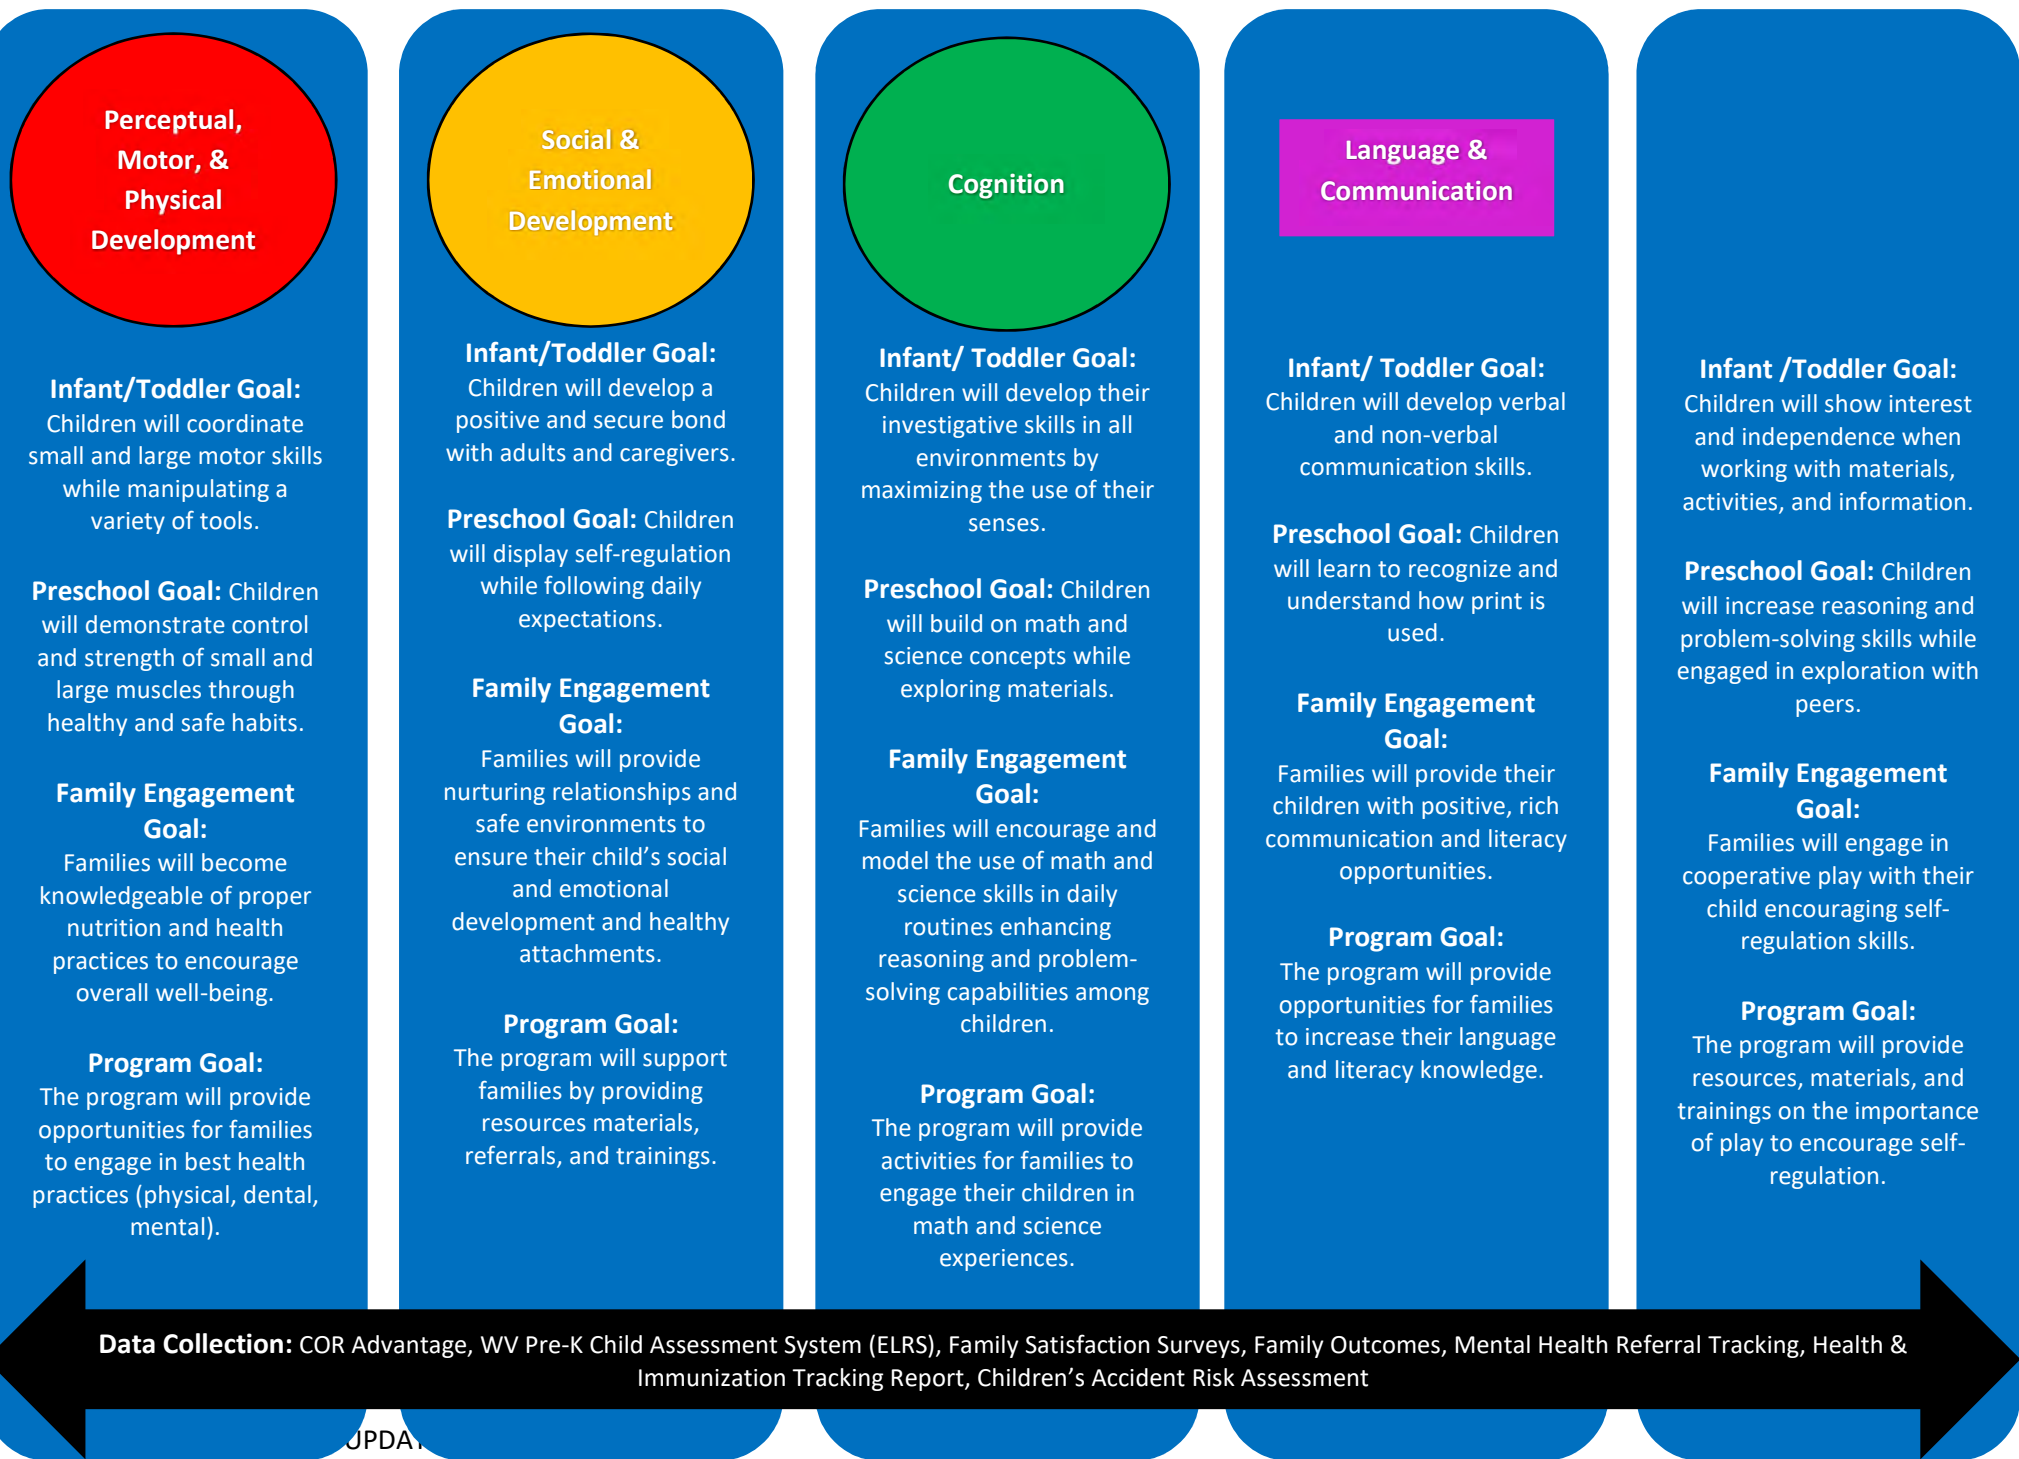 Perceptual,
Motor, &
Physical
Development
Infant/Toddler Goal:
Children will coordinate
small and large motor skills
while manipulating a
variety of tools.
Preschool Goal: Children
will demonstrate control
and strength of small and
large muscles through
healthy and safe habits.
Family Engagement
Goal:
Families will become
knowledgeable of proper
nutrition and health
practices to encourage
overall well-being.
Program Goal:
The program will provide
opportunities for families
to engage in best health
practices (physical, dental,
mental).
Social &
Emotional
Development
Infant/Toddler Goal:
Children will develop a
positive and secure bond
with adults and caregivers.
Preschool Goal: Children
will display self-regulation
while following daily
expectations.
Family Engagement
Goal:
Families will provide
nurturing relationships and
safe environments to
ensure their child's social
and emotional
development and healthy
attachments.
Program Goal:
The program will support
families by providing
resources materials,
referrals, and trainings.
Cognition
Infant/ Toddler Goal:
Children will develop their
investigative skills in all
environments by
maximizing the use of their
senses.
Preschool Goal: Children
will build on math and
science concepts while
exploring materials.
Family Engagement
Goal:
Families will encourage and
model the use of math and
science skills in daily
routines enhancing
reasoning and problem-
solving capabilities among
children.
Program Goal:
The program will provide
activities for families to
engage their children in
math and science
experiences.
Language &
Communication
Infant/ Toddler Goal:
Children will develop verbal
and non-verbal
communication skills.
Preschool Goal: Children
will learn to recognize and
understand how print is
used.
Family Engagement
Goal:
Families will provide their
children with positive, rich
communication and literacy
opportunities.
Program Goal:
The program will provide
opportunities for families
to increase their language
and literacy knowledge.
Infant /Toddler Goal:
Children will show interest
and independence when
working with materials,
activities, and information.
Preschool Goal: Children
will increase reasoning and
problem-solving skills while
engaged in exploration with
peers.
Family Engagement
Goal:
Families will engage in
cooperative play with their
child encouraging self-
regulation skills.
Program Goal:
The program will provide
resources, materials, and
trainings on the importance
of play to encourage self-
regulation.
Data Collection: COR Advantage, WV Pre-K Child Assessment System (ELRS), Family Satisfaction Surveys, Family Outcomes, Mental Health Referral Tracking, Health &
Immunization Tracking Report, Children's Accident Risk Assessment